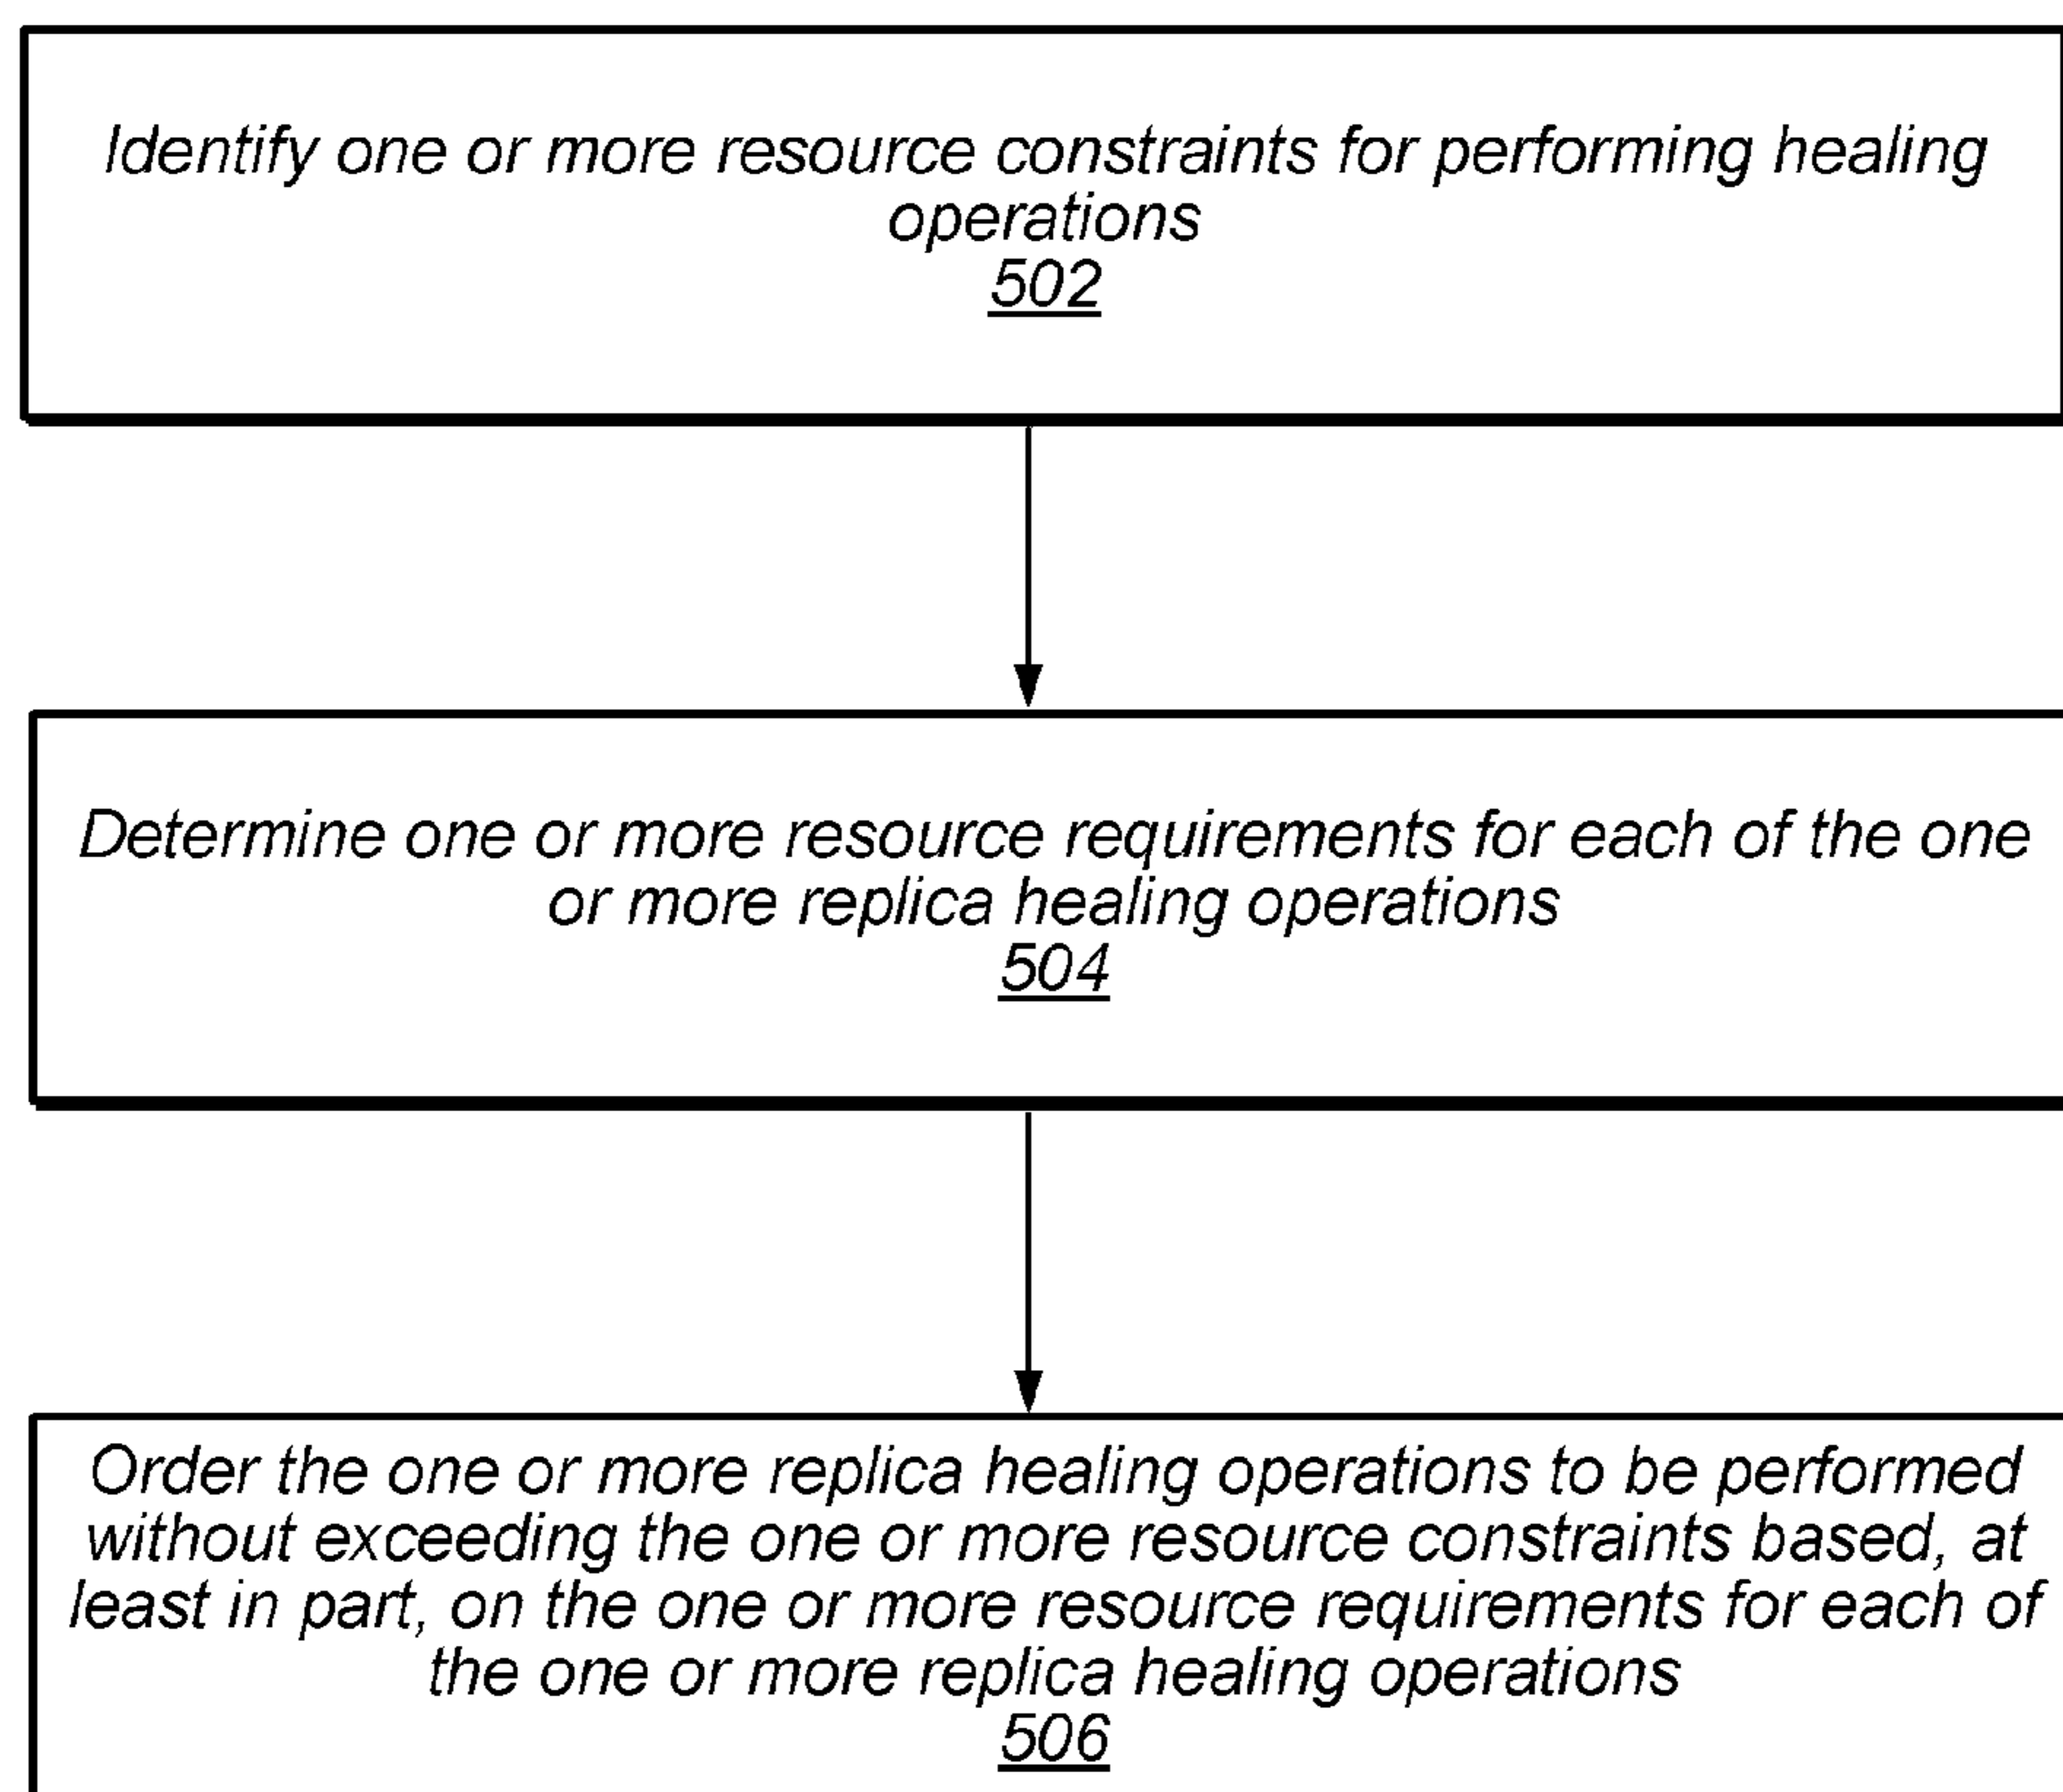 Identify one or more resource constraints for performing healing
operations
502
Determine one or more resource requirements for each of the one
or more replica healing operations
504
Order the one or more replica healing operations to be performed
without exceeding the one or more resource constraints based, at
least in part, on the one or more resource requirements for each of
the one or more replica healing operations
506